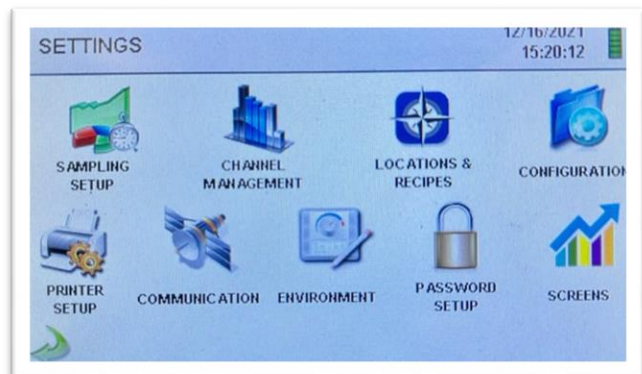 SETTINGS
12/16/2021
15:20:12
SAMPLING
SETUP
CHANNEL
MANAGEMENT
LOCATIONS &
RECIPES
CONFIGURATION
PRINTER
SETUP
COMMUNICATION
ENVIRONMENT
PASSWORD
SETUP
SCREENS